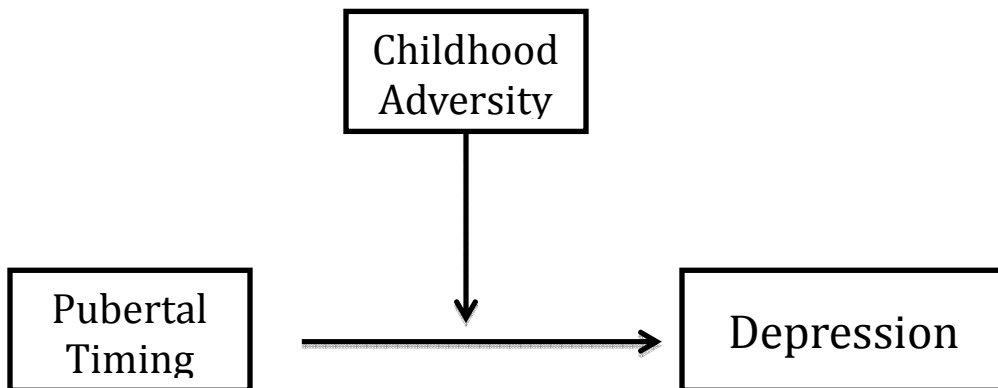 Childhood
Adversity
Pubertal
Timing
Depression